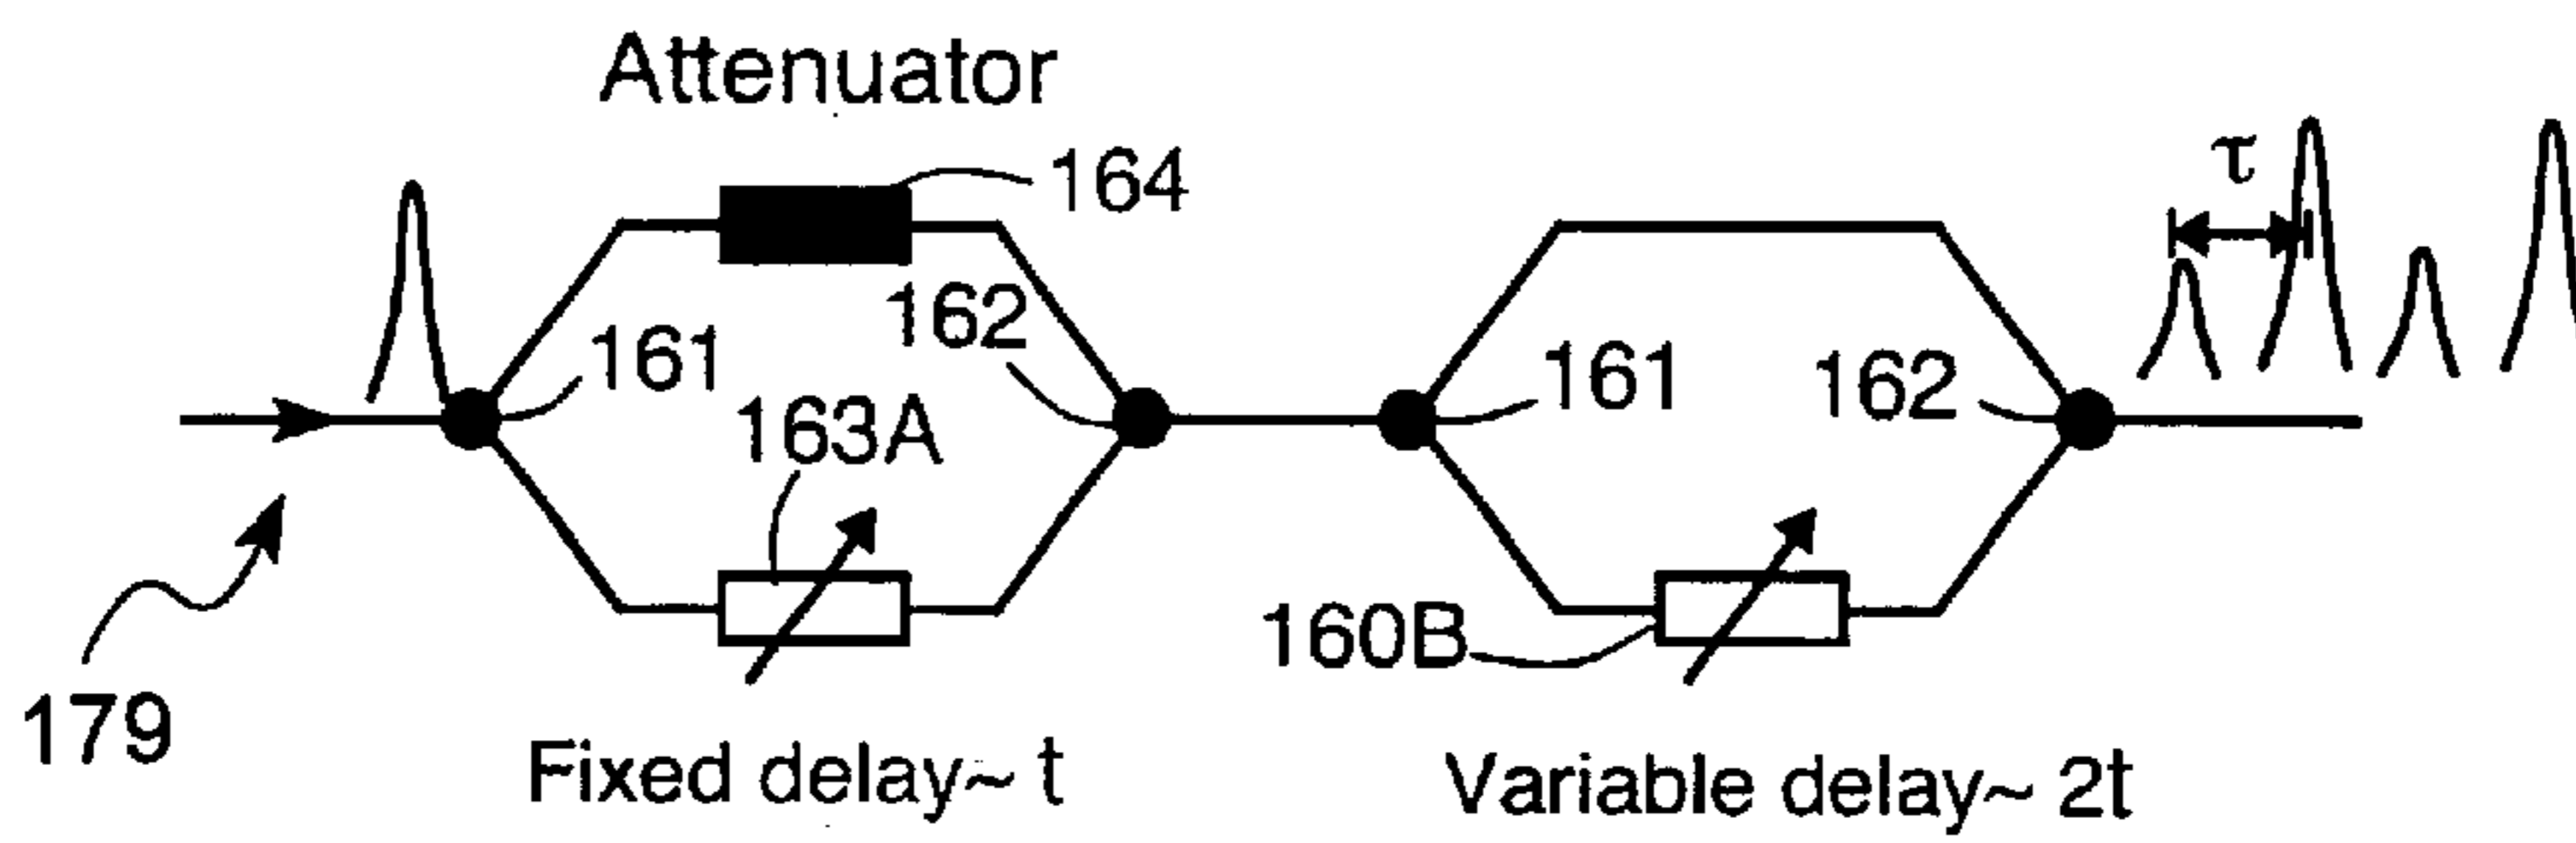 Attenuator
τ
164
162
161
163A
161
162
160B
179
Fixed delay~ t
Variable delay~ 2t